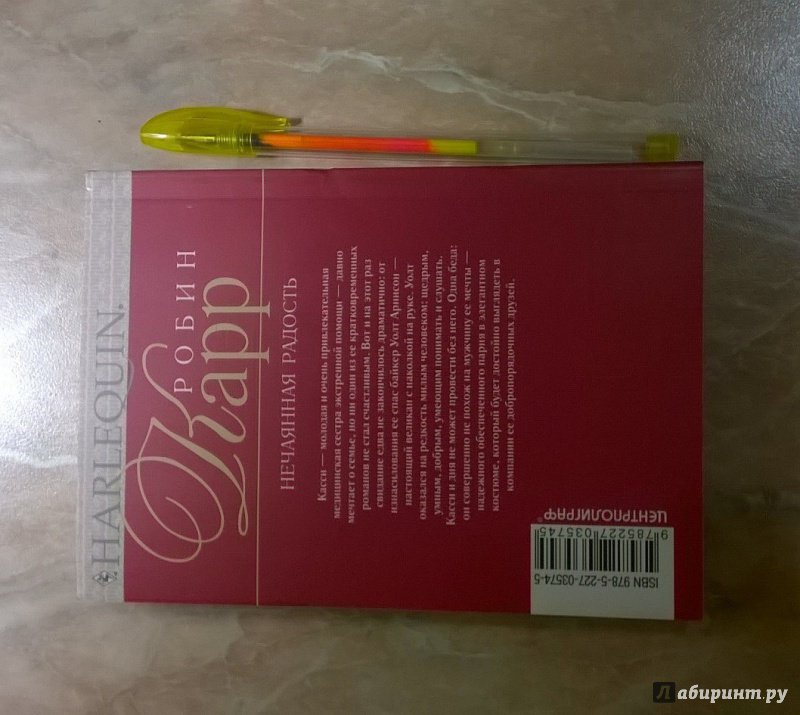 HARLEQUIN.
РОБИН
Карр
НЕЧАЯННАЯ РАДОСТЬ
Касси — молодая и очень привлекательная
медицинская сестра экстренной помощи — давно
мечтает о семье, но ни один из ее кратковременных
романов не стал счастливым. Вот и на этот раз
свидание едва не закончилось драматично: от
изнасилования ее спас байкер Уолт Арнисон —
настоящий великан с наколкой на руке. Уолт
оказался на редкость милым человеком: щедрым,
умным, добрым, умеющим понимать и слушать.
Касси и дня не может провести без него. Одна беда:
он совершенно не похож на мужчину ее мечты —
надежного обеспеченного парня в элегантном
костюме, который будет достойно выглядеть в
компании ее добропорядочных друзей.
ISBN 978-5-227-03574-5
9 785227 035745
ЦЕНТРПОЛИГРАФ®
Лабиринт.ру